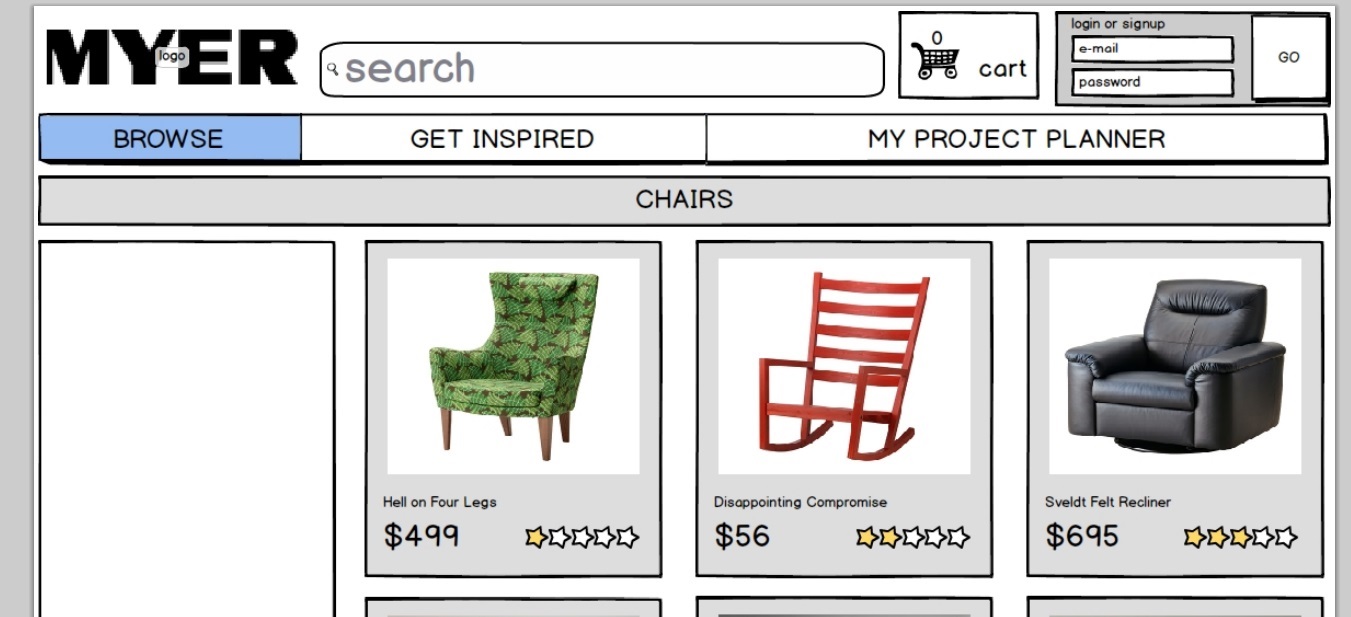 MYER
logo
search
0
cart
login or signup
e-mail
password
GO
BROWSE
GET INSPIRED
MY PROJECT PLANNER
CHAIRS
Hell on Four Legs
$499
Disappointing Compromise
$56
Sveldt Felt Recliner
$695